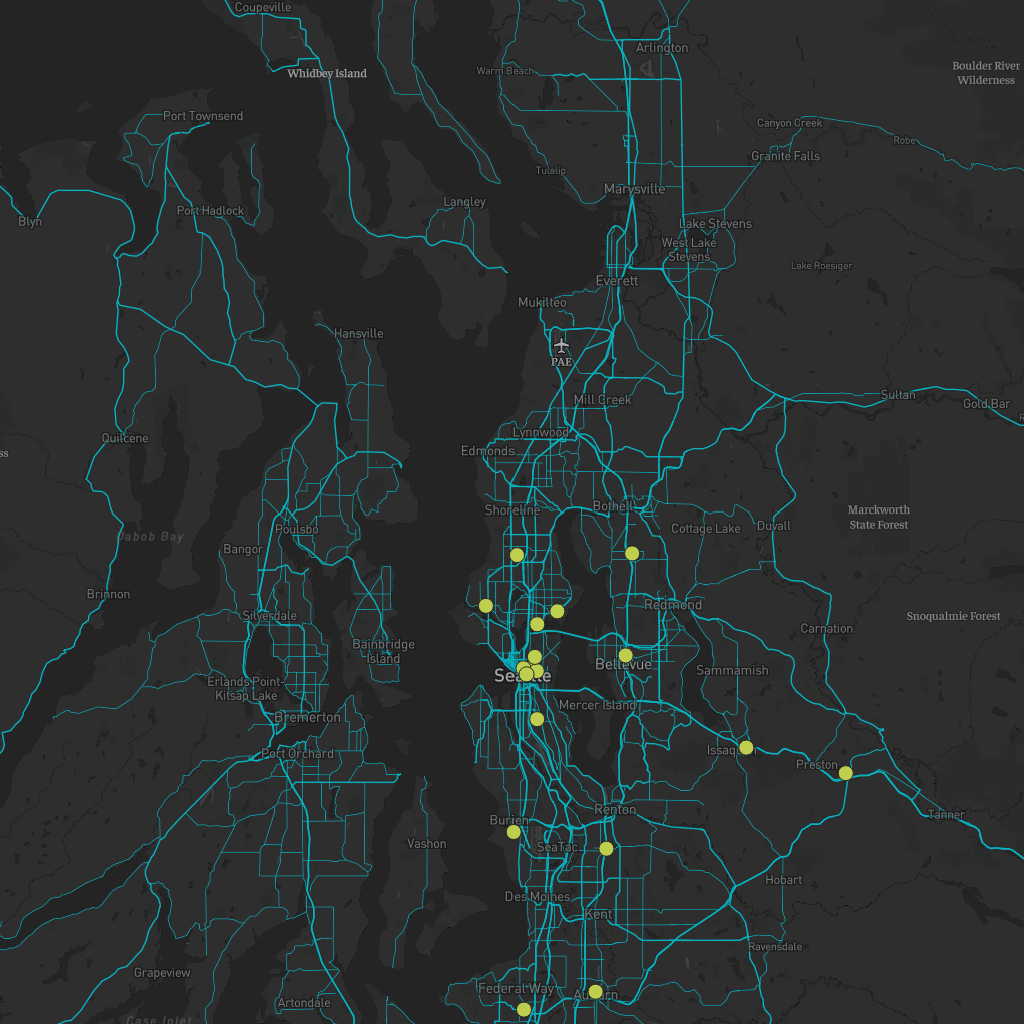 Coupeville
Arlington
Whidbey Island
Warm Beach
Boulder River
Wilderness
Port Townsend
Canyon Creek
Robe
Granite Falls
Tulalip
Marysville
Langley
Port Hadlock
Blyn
Lake Stevens
West Lake
Stevens
Lake Roesiger
Everett
Mukilteo
Hansville
PAE
Mill Creek
Sultan
Gold Bar
Quilcene
Lynnwood
Edmonds
ss
Shoreline
Bothell
Marckworth
State Forest
Poulsbo
Cottage Lake
Duvall
Dabob Bay
Bangor
Brinnon
Silverdale
Redmond
Snoqualmie Forest
Carnation
Bainbridge
Island
Bellevue
Sammamish
Seattle
Erlands Point-
Kitsap Lake
Mercer Island
Bremerton
Port Orchard
Issaq
Preston
Renton
Tanner
Burien
Vashon
SeaTac
Hobart
Des Moines
Kent
Ravensdale
Grapeview
Federal Way
Auburn
Artondale
Case Inlet